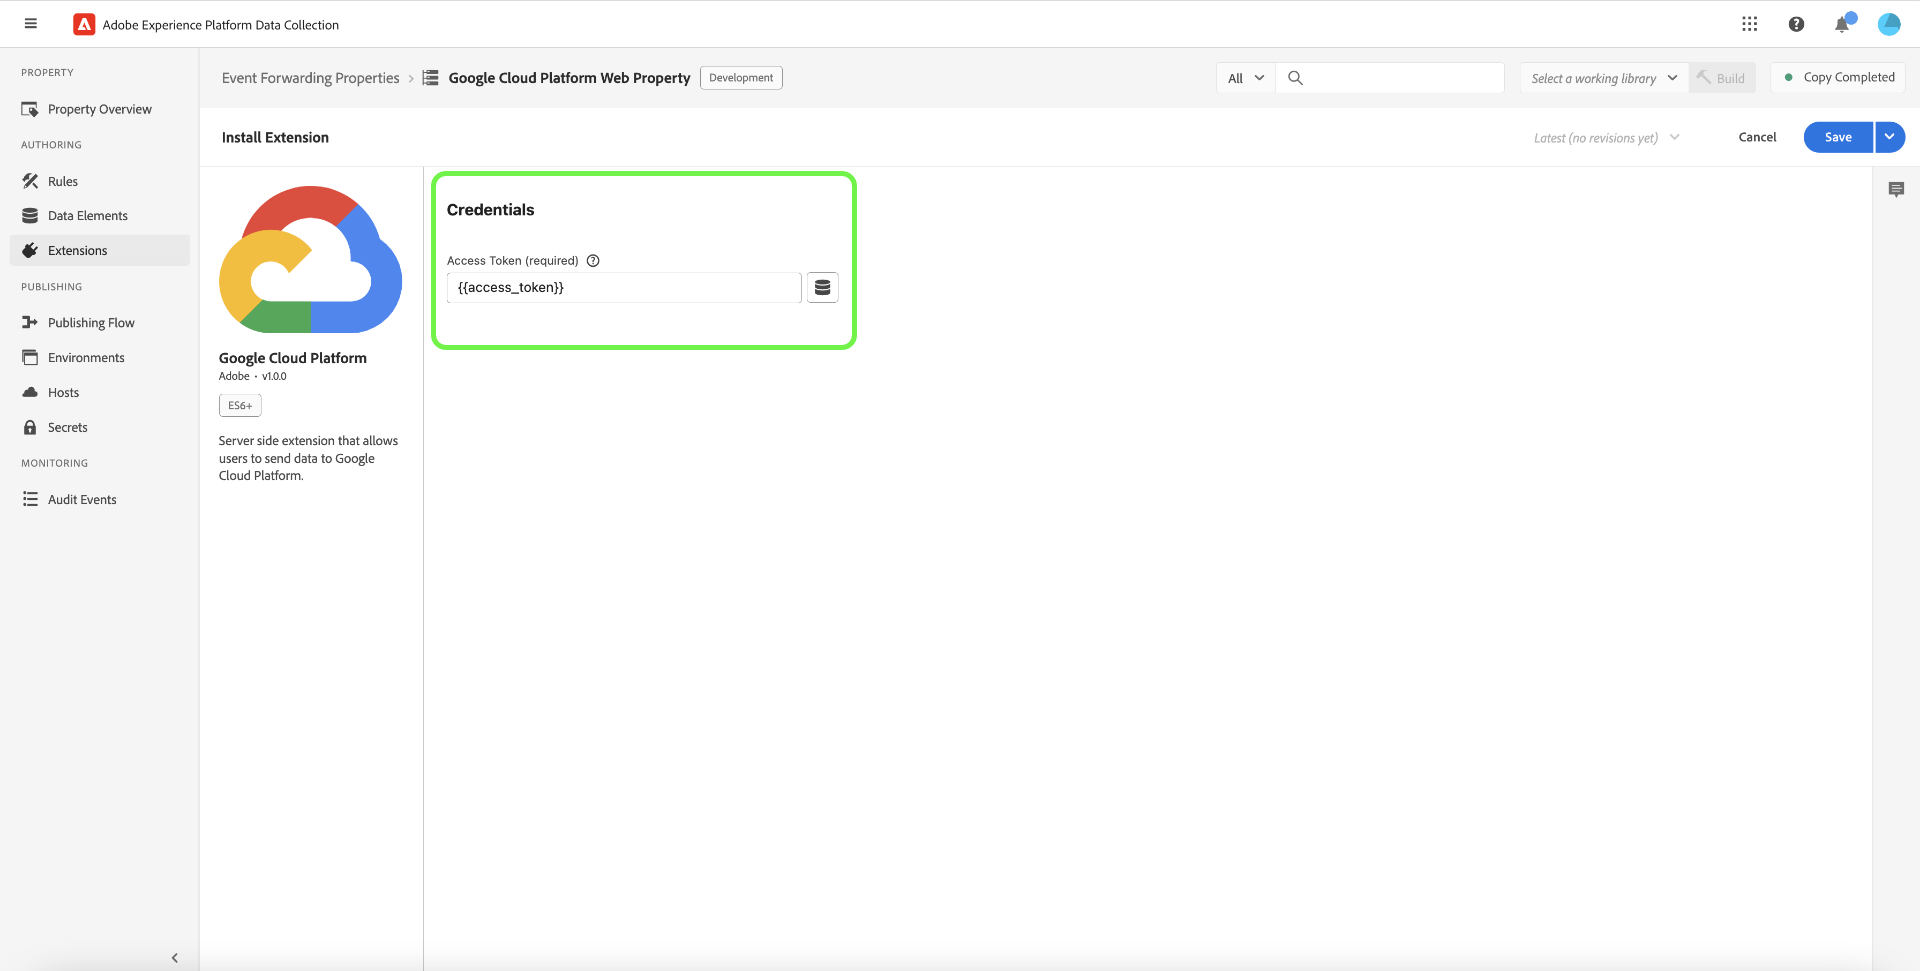 Adobe Experience Platform Data Collection
PROPERTY
Property Overview
AUTHORING
Rules
Data Elements
Extensions
PUBLISHING
Publishing Flow
Environments
Hosts
Secrets
MONITORING
Audit Events
Event Forwarding Properties > Google Cloud Platform Web Property Development
All
Select a working library
Build
Copy Completed
Install Extension
Latest (no revisions yet)
Cancel
Save
Google Cloud Platform
Adobe • v1.0.0
ES6+
Server side extension that allows
users to send data to Google
Cloud Platform.
Credentials
Access Token (required)
{{access_token}}